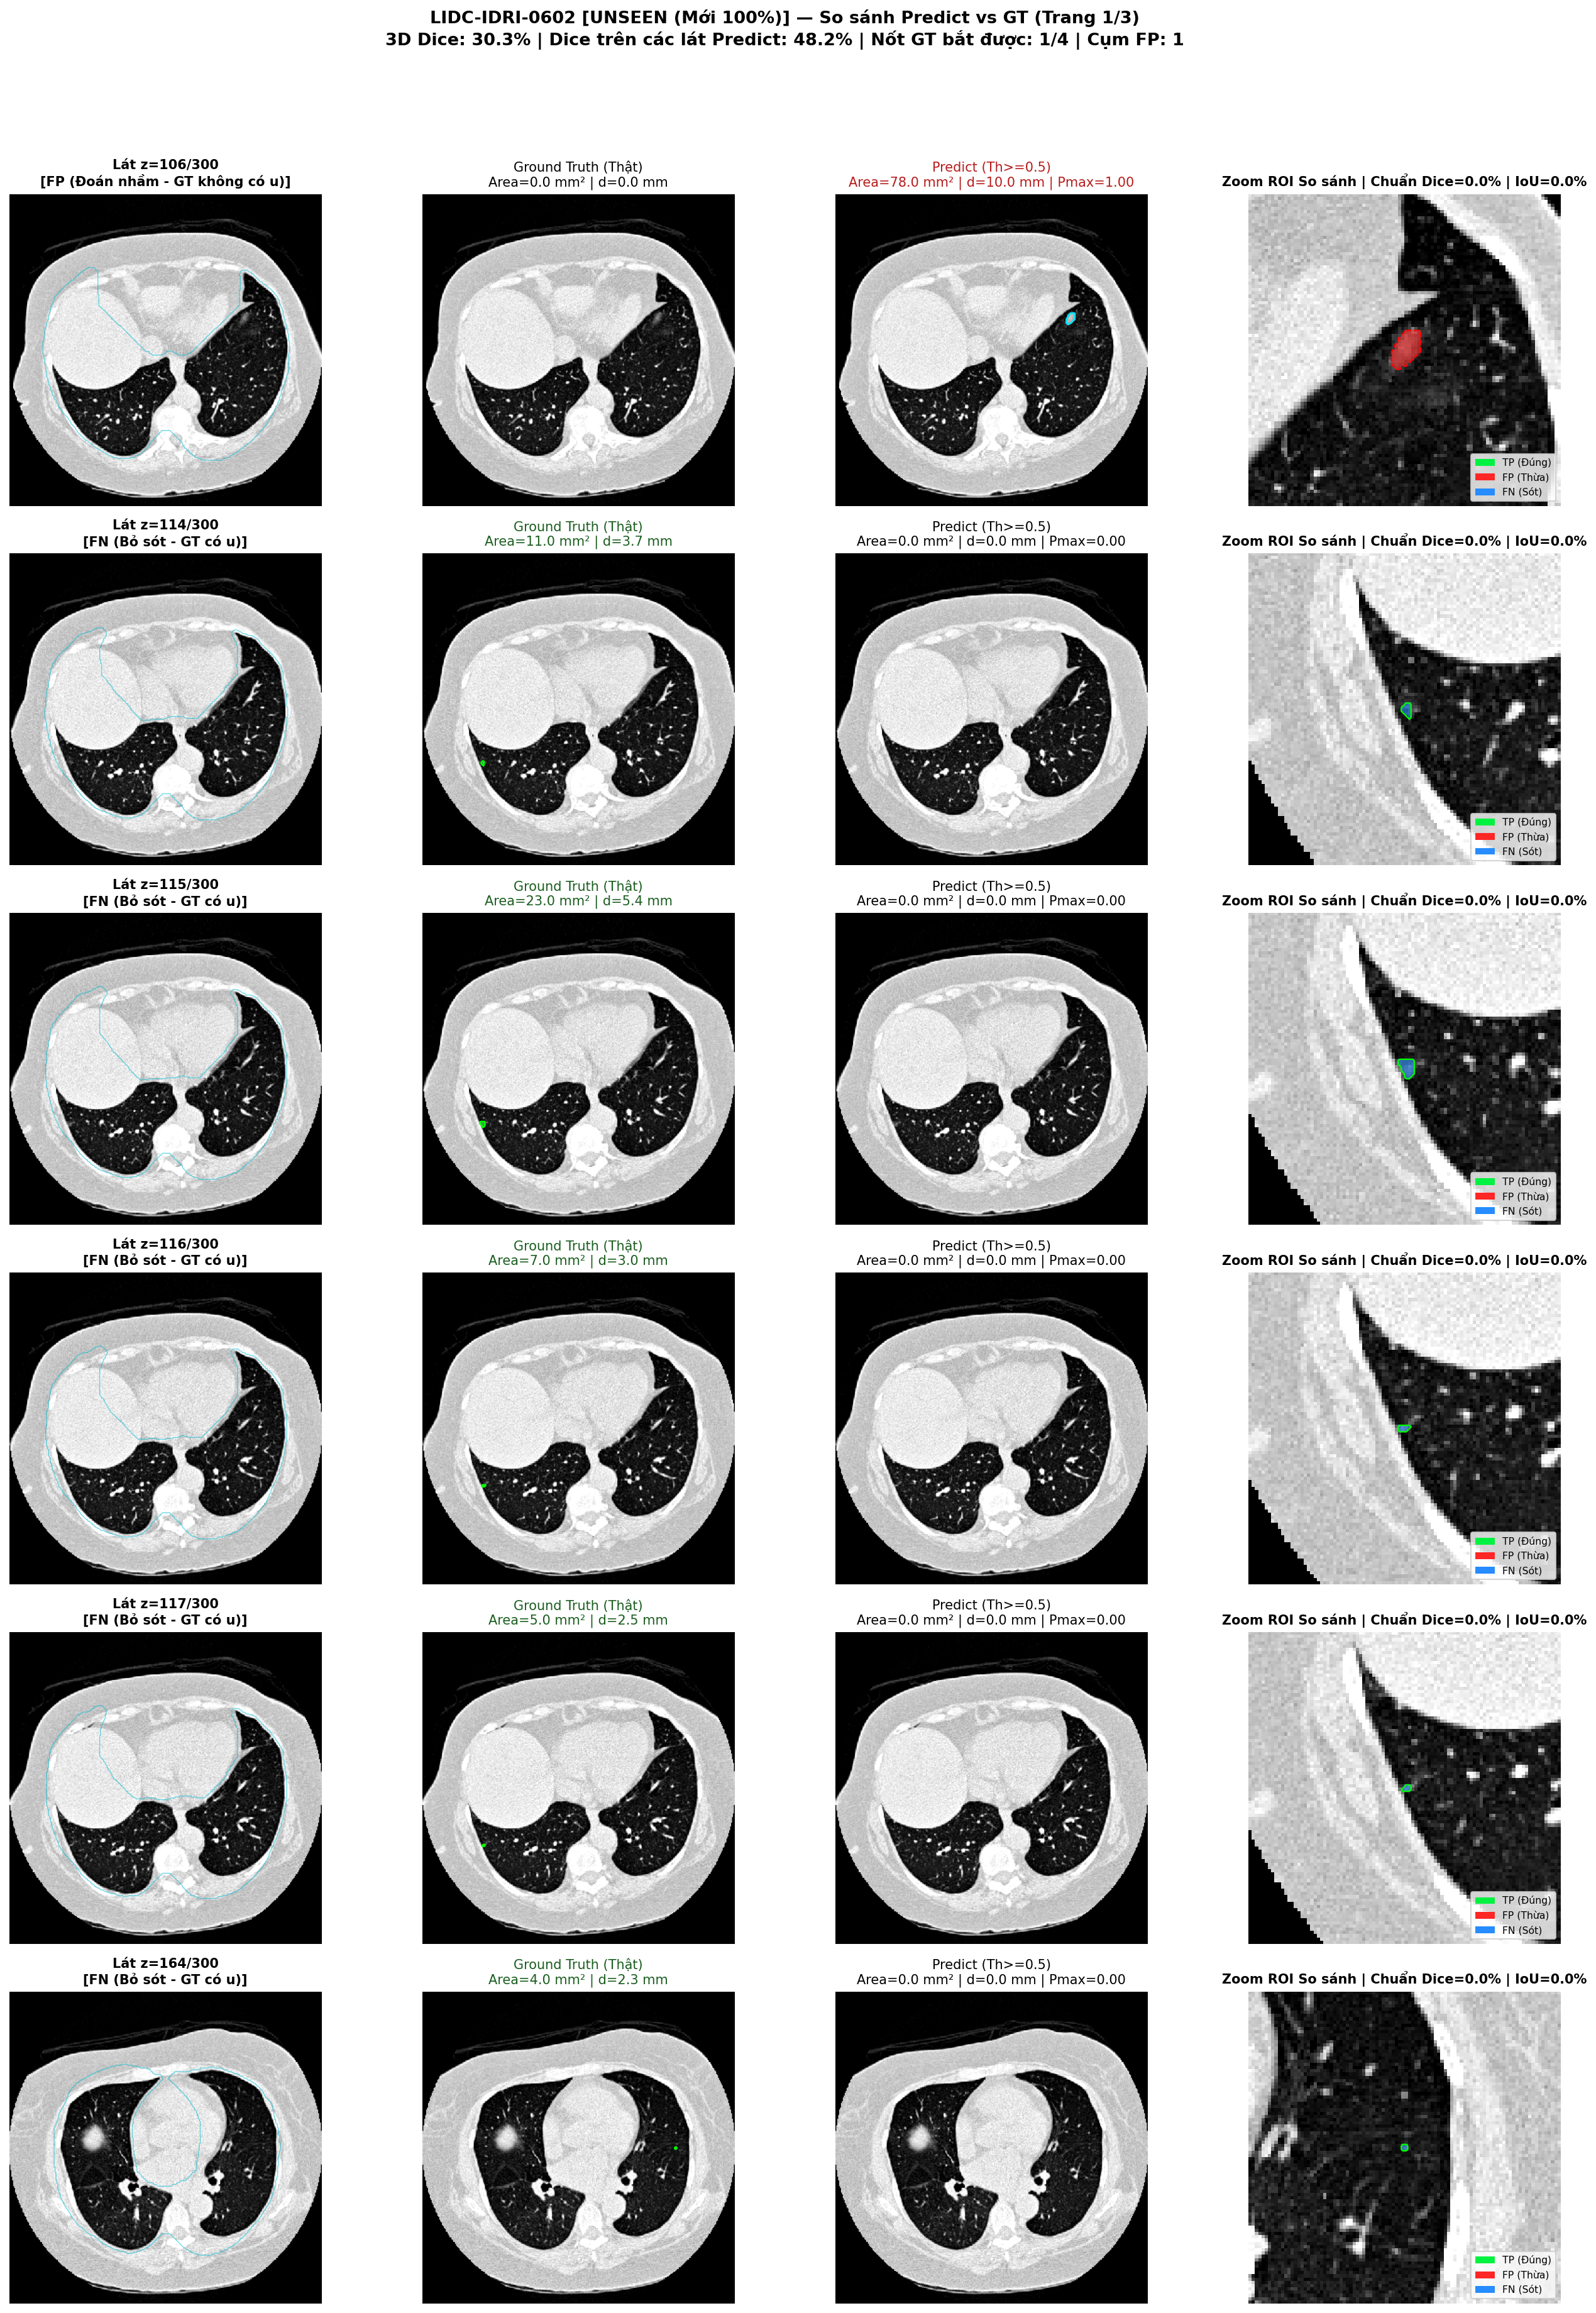 LIDC-IDRI-0602 [UNSEEN (Mới 100%)] — So sánh Predict vs GT (Trang 1/3)
3D Dice: 30.3% | Dice trên các lát Predict: 48.2% | Nốt GT bắt được: 1/4 | Cụm FP: 1
Lát z=106/300
[FP (Đoán nhầm - GT không có u)]
Ground Truth (Thật)
Area=0.0 mm² | d=0.0 mm
Predict (Th>=0.5)
Area=78.0 mm² | d=10.0 mm | Pmax=1.00
Zoom ROI So sánh | Chuẩn Dice=0.0% | IoU=0.0%
TP (Đúng)
FP (Thừa)
FN (Sót)
Lát z=114/300
[FN (Bỏ sót - GT có u)]
Ground Truth (Thật)
Area=11.0 mm² | d=3.7 mm
Predict (Th>=0.5)
Area=0.0 mm² | d=0.0 mm | Pmax=0.00
Zoom ROI So sánh | Chuẩn Dice=0.0% | IoU=0.0%
TP (Đúng)
FP (Thừa)
FN (Sót)
Lát z=115/300
[FN (Bỏ sót - GT có u)]
Ground Truth (Thật)
Area=23.0 mm² | d=5.4 mm
Predict (Th>=0.5)
Area=0.0 mm² | d=0.0 mm | Pmax=0.00
Zoom ROI So sánh | Chuẩn Dice=0.0% | IoU=0.0%
TP (Đúng)
FP (Thừa)
FN (Sót)
Lát z=116/300
[FN (Bỏ sót - GT có u)]
Ground Truth (Thật)
Area=7.0 mm² | d=3.0 mm
Predict (Th>=0.5)
Area=0.0 mm² | d=0.0 mm | Pmax=0.00
Zoom ROI So sánh | Chuẩn Dice=0.0% | IoU=0.0%
TP (Đúng)
FP (Thừa)
FN (Sót)
Lát z=117/300
[FN (Bỏ sót - GT có u)]
Ground Truth (Thật)
Area=5.0 mm² | d=2.5 mm
Predict (Th>=0.5)
Area=0.0 mm² | d=0.0 mm | Pmax=0.00
Zoom ROI So sánh | Chuẩn Dice=0.0% | IoU=0.0%
TP (Đúng)
FP (Thừa)
FN (Sót)
Lát z=164/300
[FN (Bỏ sót - GT có u)]
Ground Truth (Thật)
Area=4.0 mm² | d=2.3 mm
Predict (Th>=0.5)
Area=0.0 mm² | d=0.0 mm | Pmax=0.00
Zoom ROI So sánh | Chuẩn Dice=0.0% | IoU=0.0%
TP (Đúng)
FP (Thừa)
FN (Sót)